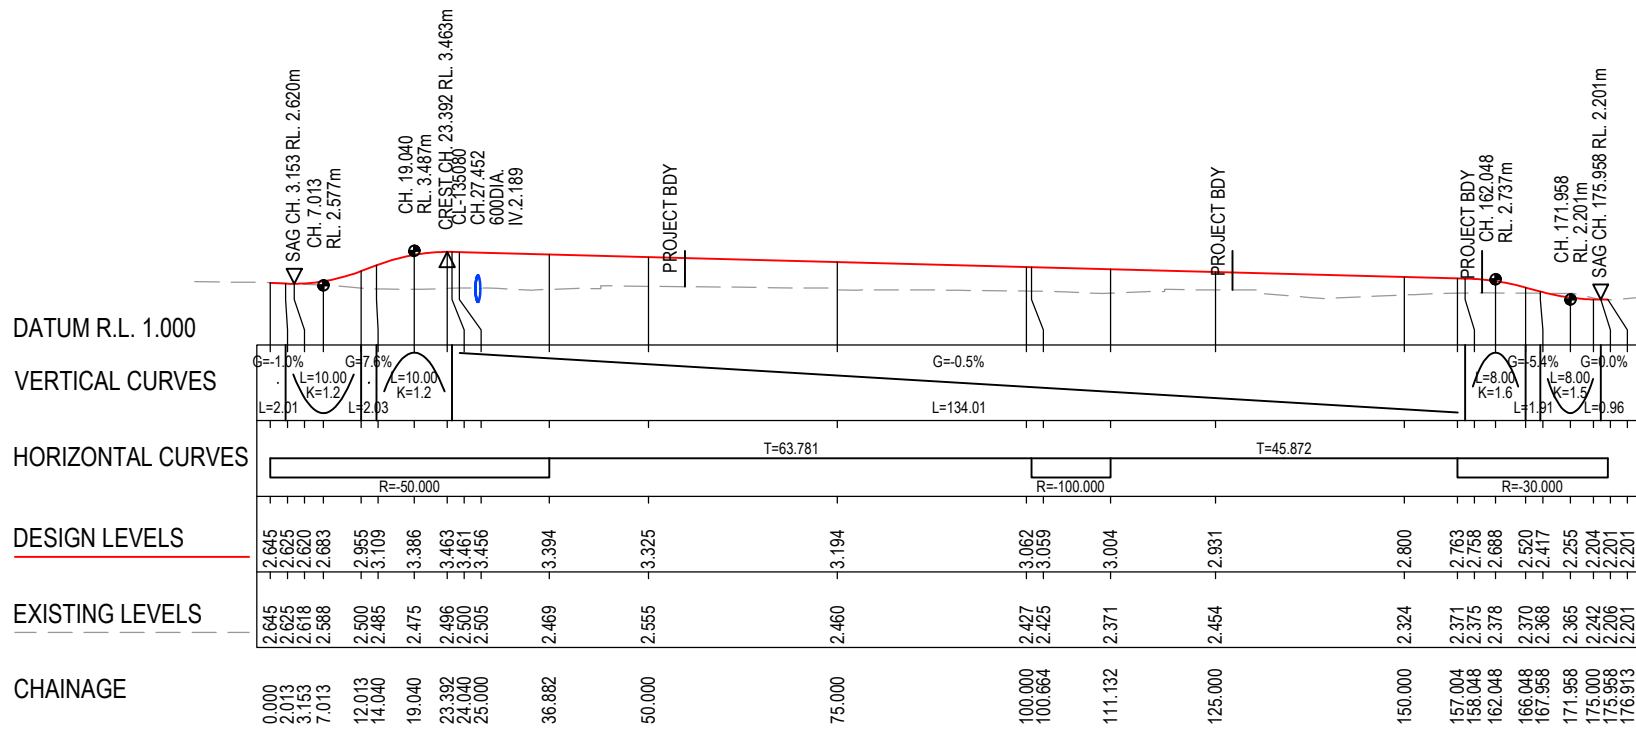 SAG CH. 3.153 RL. 2.620m
CH. 7.013
RL. 2.577m
CH. 19.040
RL. 3.487m
CREST CH. 23.392 RL. 3.463m
CL-135080
CH.27.452
600DIA.
IV.2.189
PROJECT BDY
PROJECT BDY
PROJECT BDY
CH. 162.048
RL. 2.737m
CH. 171.958
RL. 2.201m
SAG CH. 175.958 RL. 2.201m
DATUM R.L. 1.000
VERTICAL CURVES
G=-1.0%
L=2.01
L=10.00
K=1.2
G=7.6%
L=2.03
L=10.00
K=1.2
G=-0.5%
L=134.01
L=8.00
K=1.6
G=-5.4%
L=1.91
L=8.00
K=1.5
G=0.0%
L=0.96
HORIZONTAL CURVES
R=-50.000
T=63.781
R=-100.000
T=45.872
R=-30.000
DESIGN LEVELS
2.645 2.625 2.620 2.683 2.955 3.109 3.386 3.463 3.461 3.456 3.394 3.325 3.194 3.062 3.059 3.004 2.931 2.800 2.763 2.758 2.688 2.520 2.417 2.255 2.204 2.201 2.201
EXISTING LEVELS
2.645 2.625 2.618 2.588 2.500 2.485 2.475 2.496 2.500 2.505 2.469 2.555 2.460 2.427 2.425 2.371 2.454 2.324 2.371 2.375 2.378 2.370 2.368 2.365 2.242 2.206 2.201
CHAINAGE
0.000 2.013 3.153 7.013 12.013 14.040 19.040 23.392 24.040 25.000 36.882 50.000 75.000 100.000 100.664 111.132 125.000 150.000 157.004 158.048 162.048 166.048 167.958 171.958 175.000 175.958 176.913